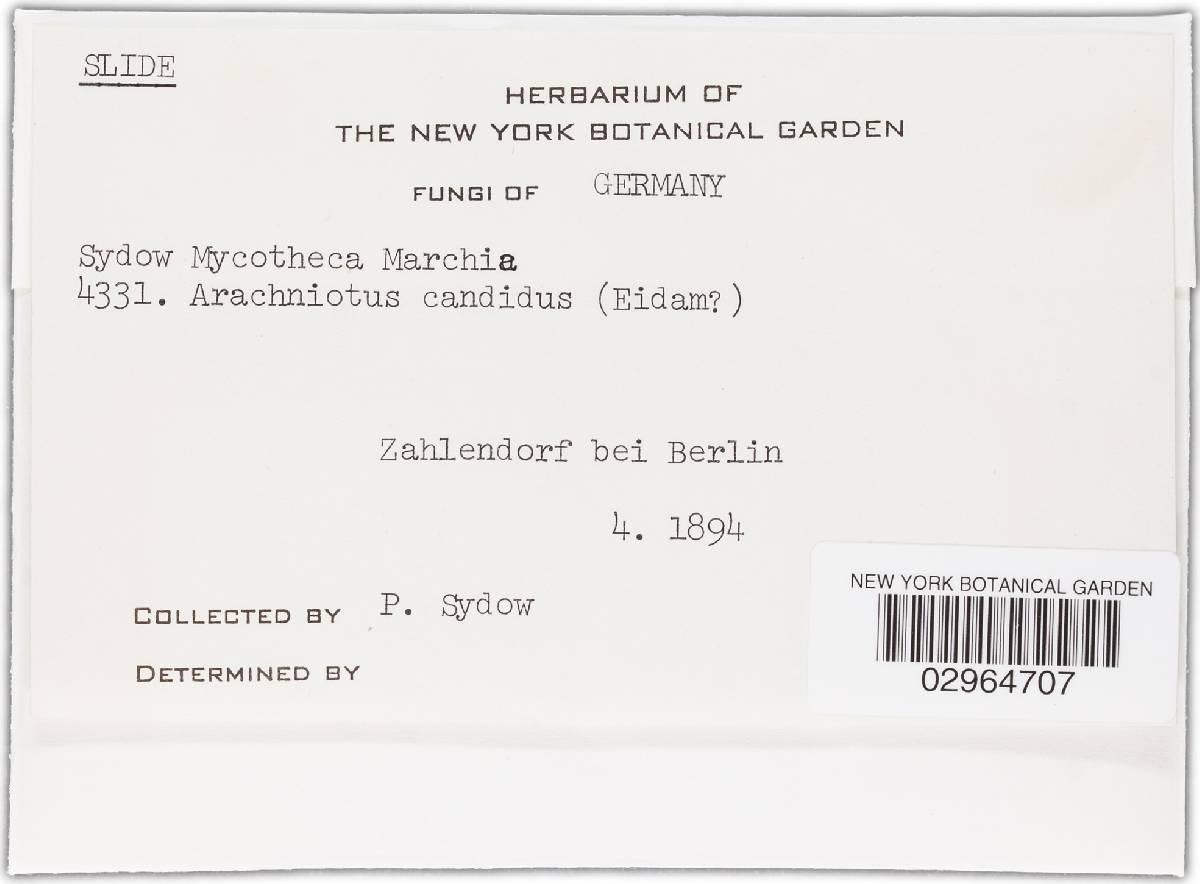 SLIDE
HERBARIUM OF
THE NEW YORK BOTANICAL GARDEN
FUNGI OF GERMANY
Sydow Mycotheca Marchia
4331. Arachniotus candidus (Eidam?)
Zahlendorf bei Berlin
4. 1894
COLLECTED BY P. Sydow
DETERMINED BY
NEW YORK BOTANICAL GARDEN
02964707